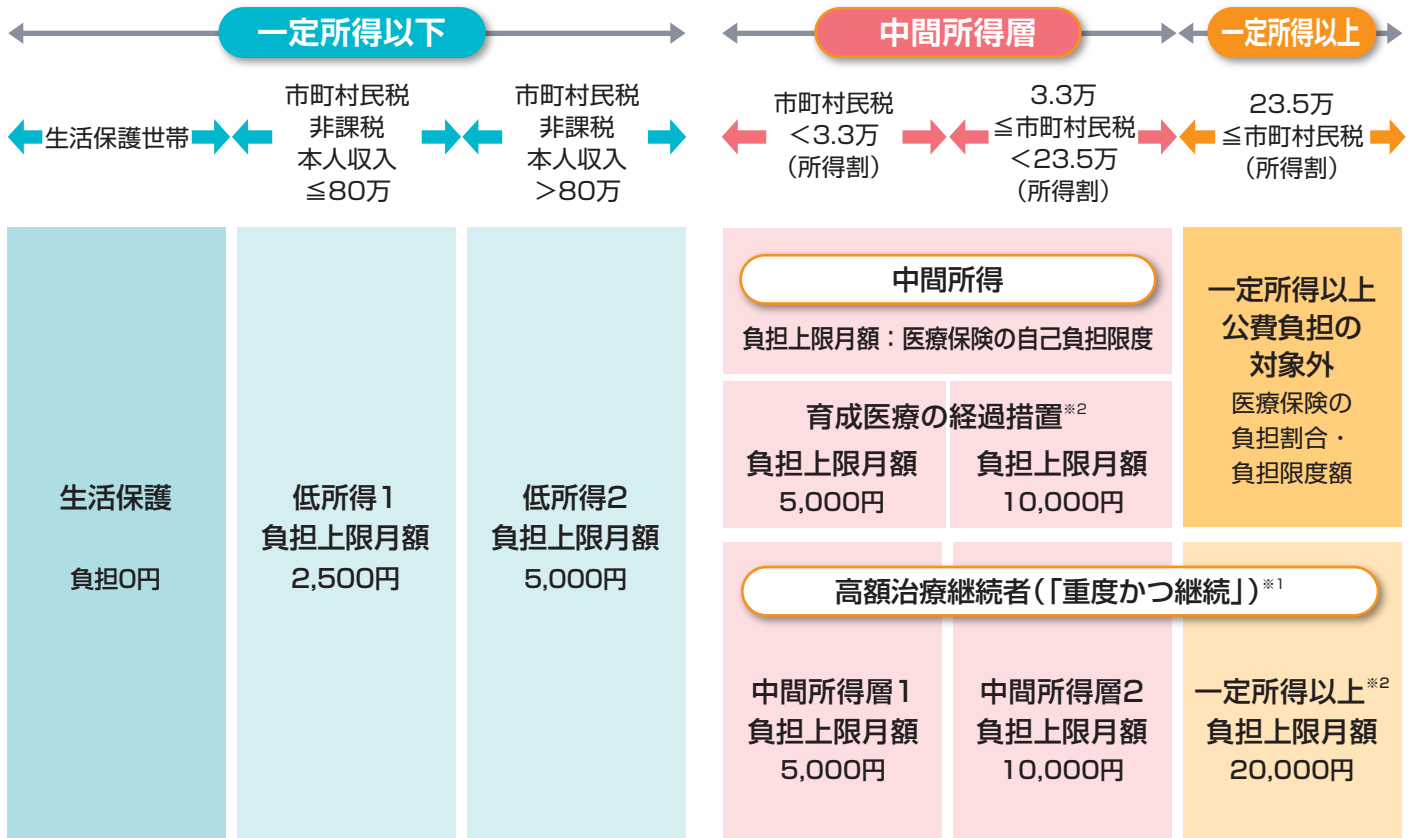 一定所得以下
中間所得層
一定所得以上
生活保護世帯
市町村民税
非課税
本人収入
≦80万
市町村民税
非課税
本人収入
＞80万
市町村民税
＜3.3万
（所得割）
3.3万
≦市町村民税
＜23.5万
（所得割）
23.5万
≦市町村民税
（所得割）
生活保護
負担0円
低所得1
負担上限月額
2,500円
低所得2
負担上限月額
5,000円
中間所得
負担上限月額：医療保険の自己負担限度
育成医療の経過措置※2
負担上限月額
5,000円
負担上限月額
10,000円
一定所得以上
公費負担の
対象外
医療保険の
負担割合・
負担限度額
高額治療継続者（「重度かつ継続」）※1
中間所得層1
負担上限月額
5,000円
中間所得層2
負担上限月額
10,000円
一定所得以上※2
負担上限月額
20,000円